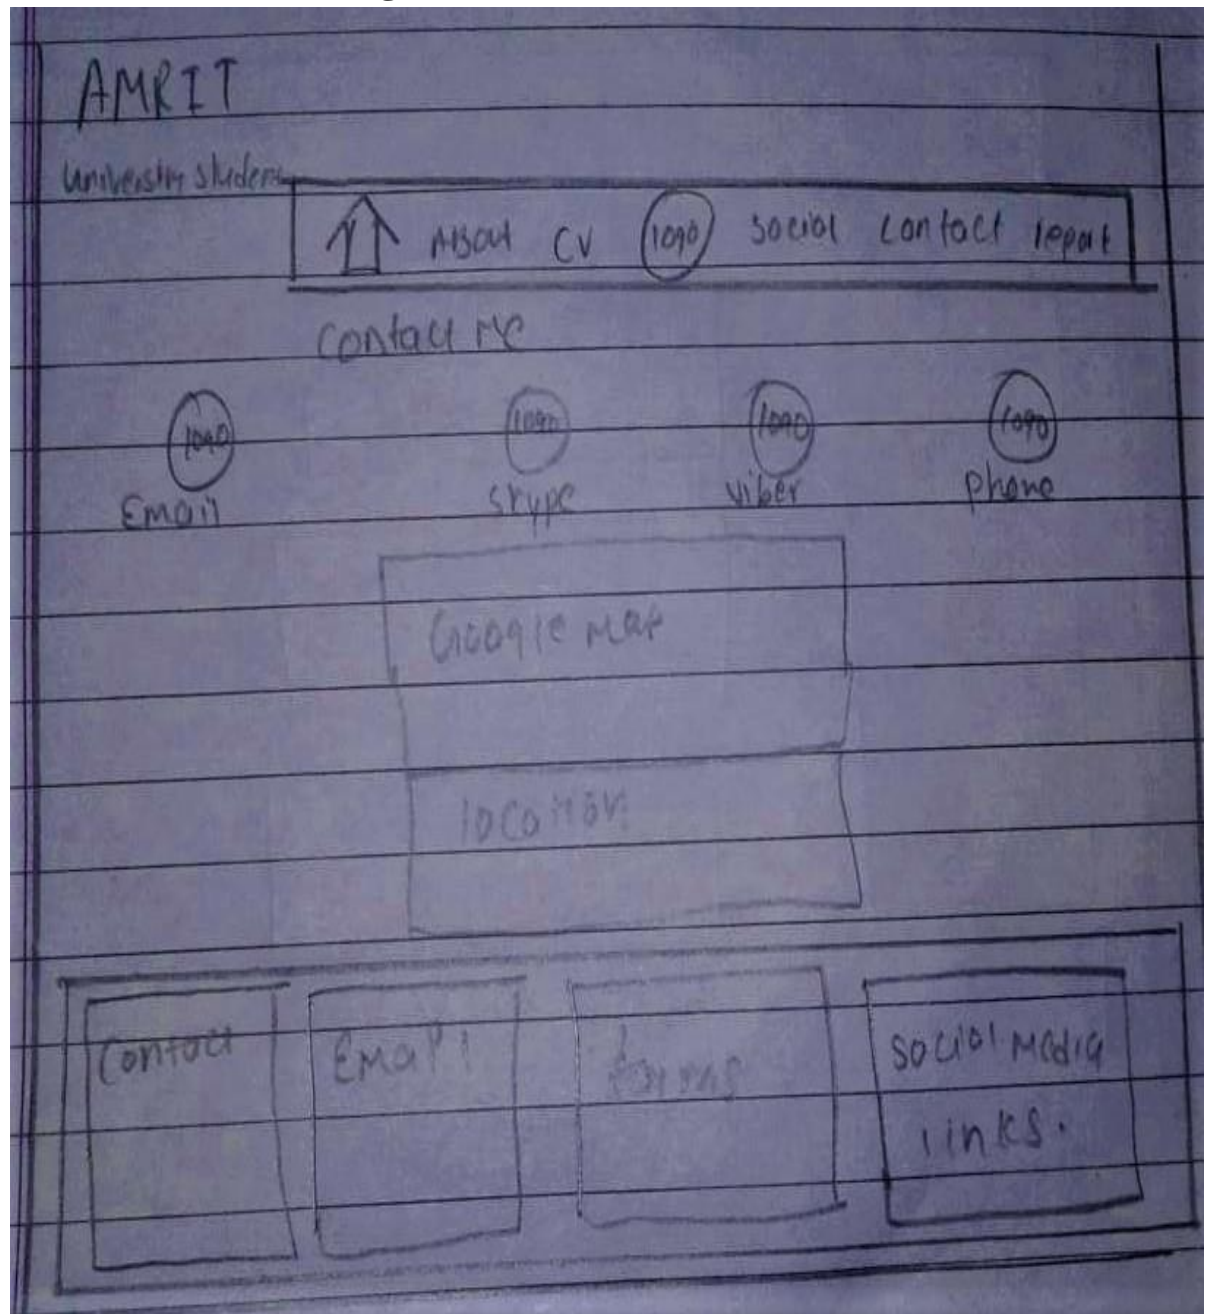 AMRIT
University student
About CV logo social contact report
Contact Me
logo logo logo logo
Email skype viber phone
Google Map
location
Contact Email forms social media
links.